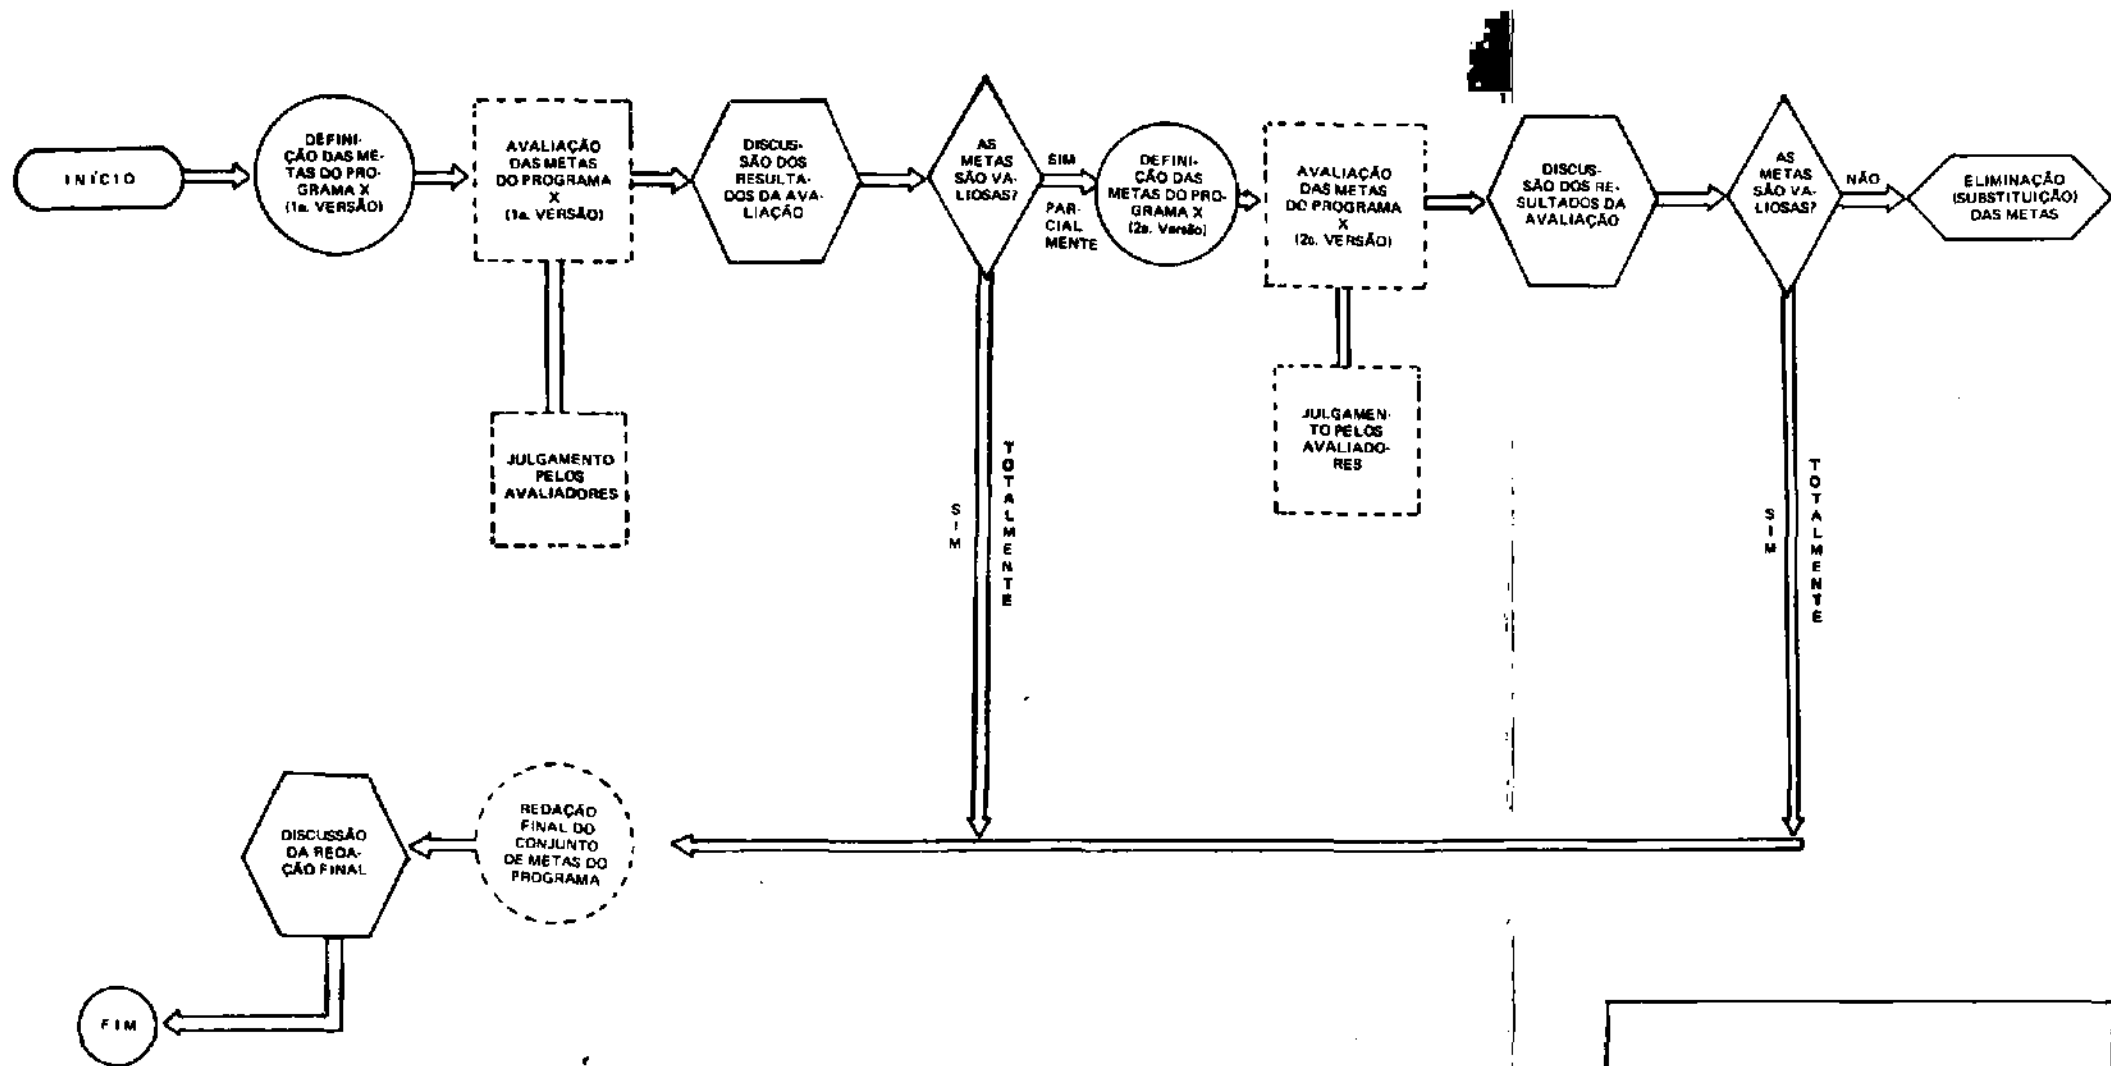 INÍCIO
DEFINI-
ÇÃO DAS ME-
TAS DO PRO-
GRAMA X
(1a. VERSÃO)
AVALIAÇÃO
DAS METAS
DO PROGRAMA
X
(1a. VERSÃO)
DISCUS-
SÃO DOS
RESULTA-
DOS DA AVA-
LIAÇÃO
AS
METAS
SÃO VA-
LIOSAS?
SIM
PAR-
CIAL
MENTE
DEFINI-
ÇÃO DAS
METAS DO PRO-
GRAMA X
(2a. Versão)
AVALIAÇÃO
DAS METAS
DO PROGRAMA
X
(2a. VERSÃO)
DISCUS-
SÃO DOS RE-
SULTADOS DA
AVALIAÇÃO
AS
METAS
SÃO VA-
LIOSAS?
NÃO
ELIMINAÇÃO
(SUBSTITUIÇÃO)
DAS METAS
JULGAMENTO
PELOS
AVALIADORES
SIM
TOTALMENTE
JULGAMEN-
TO PELOS
AVALIADO-
RES
SIM
TOTALMENTE
DISCUSSÃO
DA REDA-
ÇÃO FINAL
REDAÇÃO
FINAL DO
CONJUNTO
DE METAS DO
PROGRAMA
FIM